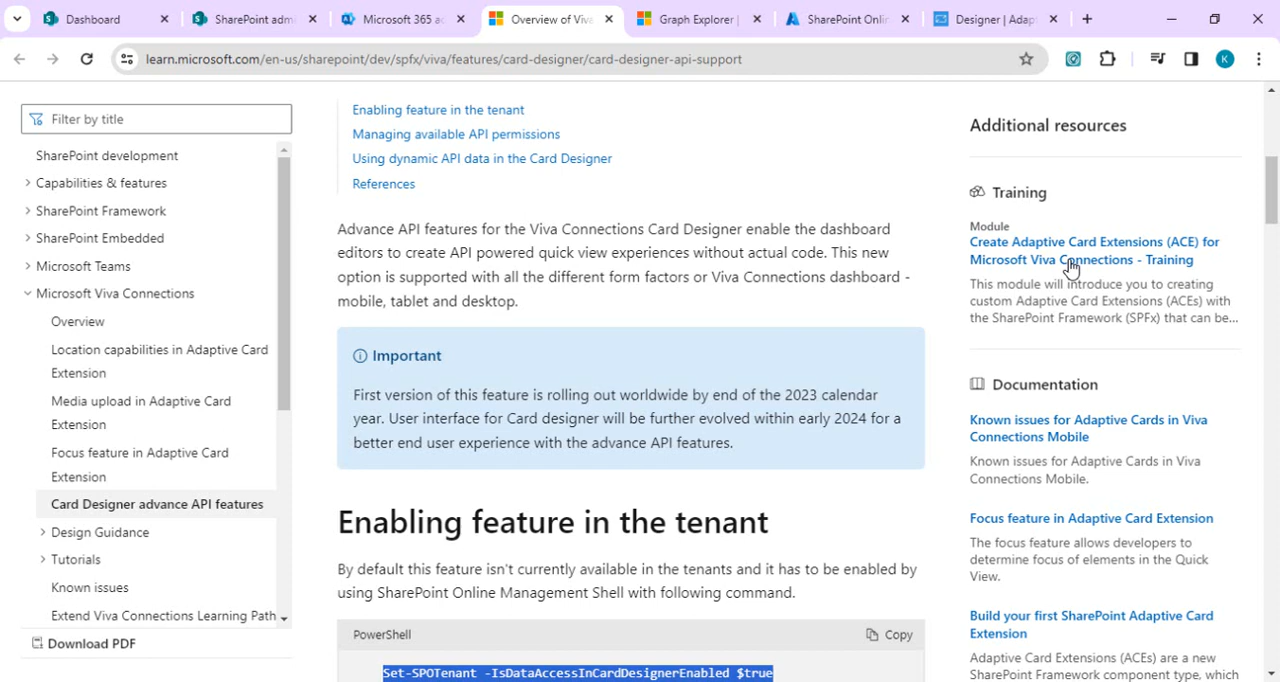 Dashboard
SharePoint adm
Microsoft 365 a
Overview of Viva
Graph Explorer |
SharePoint Onli
Designer | Adap
learn.microsoft.com/en-us/sharepoint/dev/spfx/viva/features/card-designer/card-designer-api-support
K
Filter by title
SharePoint development
Capabilities & features
SharePoint Framework
SharePoint Embedded
Microsoft Teams
Microsoft Viva Connections
Overview
Location capabilities in Adaptive Card
Extension
Media upload in Adaptive Card
Extension
Focus feature in Adaptive Card
Extension
Card Designer advance API features
Design Guidance
Tutorials
Known issues
Extend Viva Connections Learning Path
Download PDF
Enabling feature in the tenant
Managing available API permissions
Using dynamic API data in the Card Designer
References
Advance API features for the Viva Connections Card Designer enable the dashboard
editors to create API powered quick view experiences without actual code. This new
option is supported with all the different form factors or Viva Connections dashboard -
mobile, tablet and desktop.
Important
First version of this feature is rolling out worldwide by end of the 2023 calendar
year. User interface for Card designer will be further evolved within early 2024 for a
better end user experience with the advance API features.
Enabling feature in the tenant
By default this feature isn't currently available in the tenants and it has to be enabled by
using SharePoint Online Management Shell with following command.
PowerShell
Copy
Set-SPOTenant -IsDataAccessInCardDesignerEnabled $true
Additional resources
Training
Module
Create Adaptive Card Extensions (ACE) for
Microsoft Viva Connections - Training
This module will introduce you to creating
custom Adaptive Card Extensions (ACEs) with
the SharePoint Framework (SPFx) that can be...
Documentation
Known issues for Adaptive Cards in Viva
Connections Mobile
Known issues for Adaptive Cards in Viva
Connections Mobile.
Focus feature in Adaptive Card Extension
The focus feature allows developers to
determine focus of elements in the Quick
View.
Build your first SharePoint Adaptive Card
Extension
Adaptive Card Extensions (ACEs) are a new
SharePoint Framework component type, which